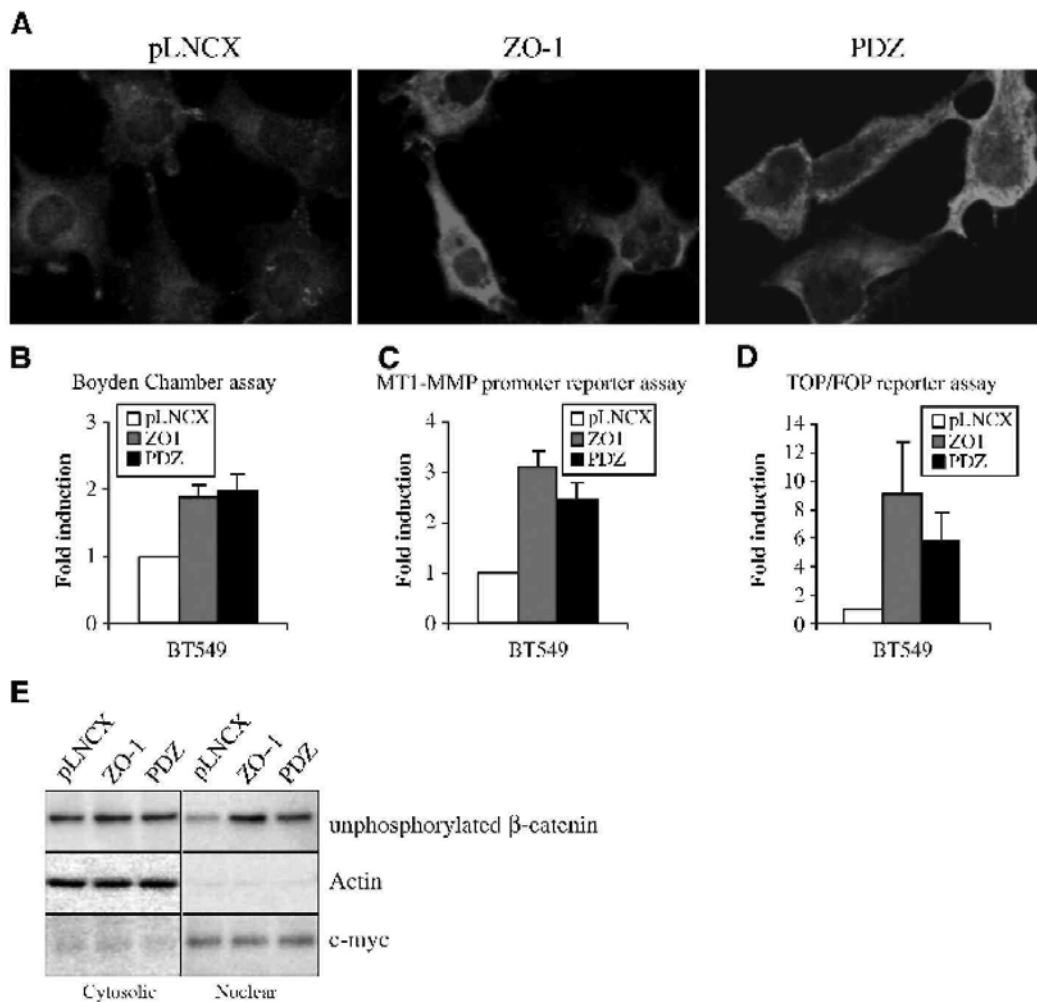 A
pLNCX
ZO-1
PDZ
B
Boyden Chamber assay
pLNCX
ZO1
PDZ
Fold induction
3
2
1
0
BT549
C
MT1-MMP promoter reporter assay
pLNCX
ZO1
PDZ
Fold induction
4
3
2
1
0
BT549
D
TOP/FOP reporter assay
pLNCX
ZO1
PDZ
Fold induction
14
12
10
8
6
4
2
0
BT549
E
pLNCX
ZO-1
PDZ
pLNCX
ZO-1
PDZ
unphosphorylated β-catenin
Actin
c-myc
Cytosolic
Nuclear